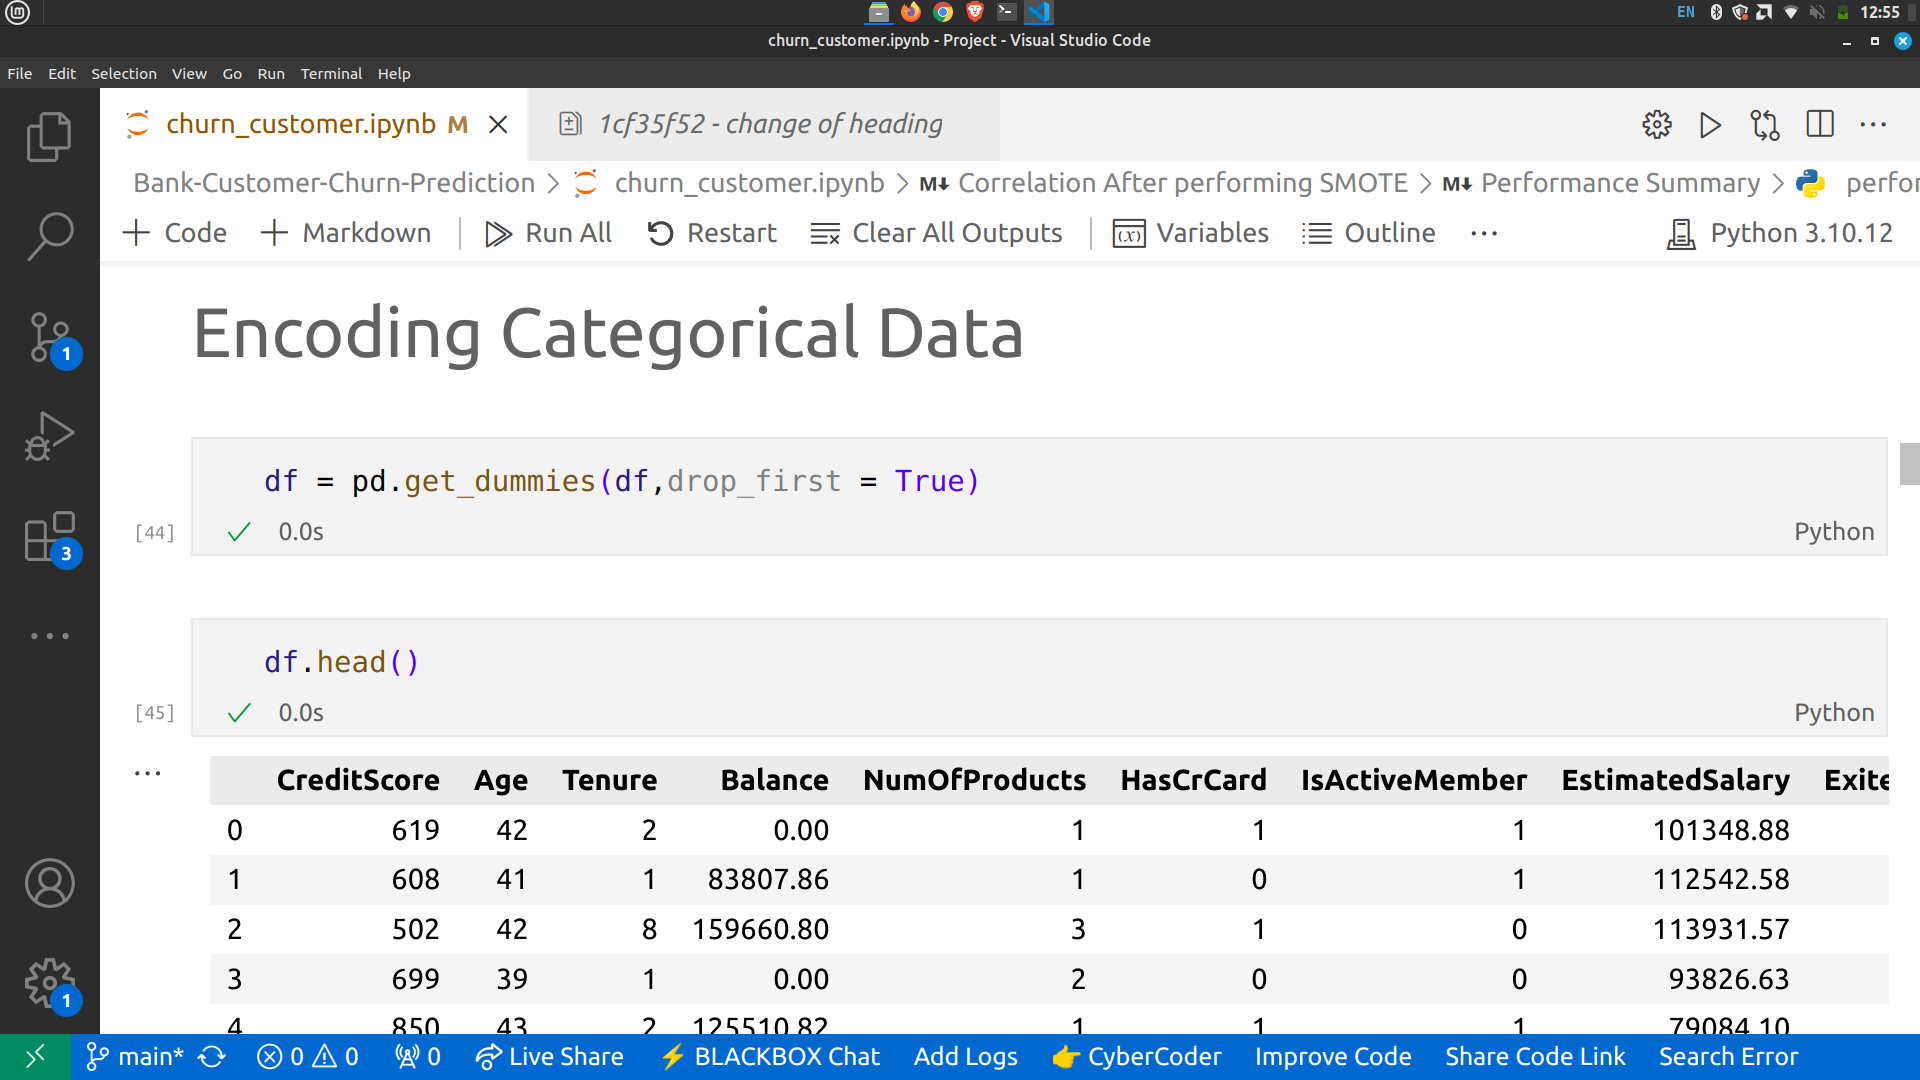 EN 12:55
churn_customer.ipynb - Project - Visual Studio Code
File Edit Selection View Go Run Terminal Help
churn_customer.ipynb M 1cf35f52 - change of heading
Bank-Customer-Churn-Prediction > churn_customer.ipynb > M Correlation After performing SMOTE > M Performance Summary > perfor
Code Markdown Run All Restart Clear All Outputs Variables Outline ... Python 3.10.12
Encoding Categorical Data
df = pd.get_dummies(df,drop_first = True)
[44] 0.0s Python
df.head()
[45] 0.0s Python
CreditScore Age Tenure Balance NumOfProducts HasCrCard IsActiveMember EstimatedSalary Exite
0 619 42 2 0.00 1 1 1 101348.88
1 608 41 1 83807.86 1 0 1 112542.58
2 502 42 8 159660.80 3 1 0 113931.57
3 699 39 1 0.00 2 0 0 93826.63
4 850 43 2 125510.82 1 1 1 79084.10
1
3
1
main* 0 0 0 Live Share BLACKBOX Chat Add Logs CyberCoder Improve Code Share Code Link Search Error